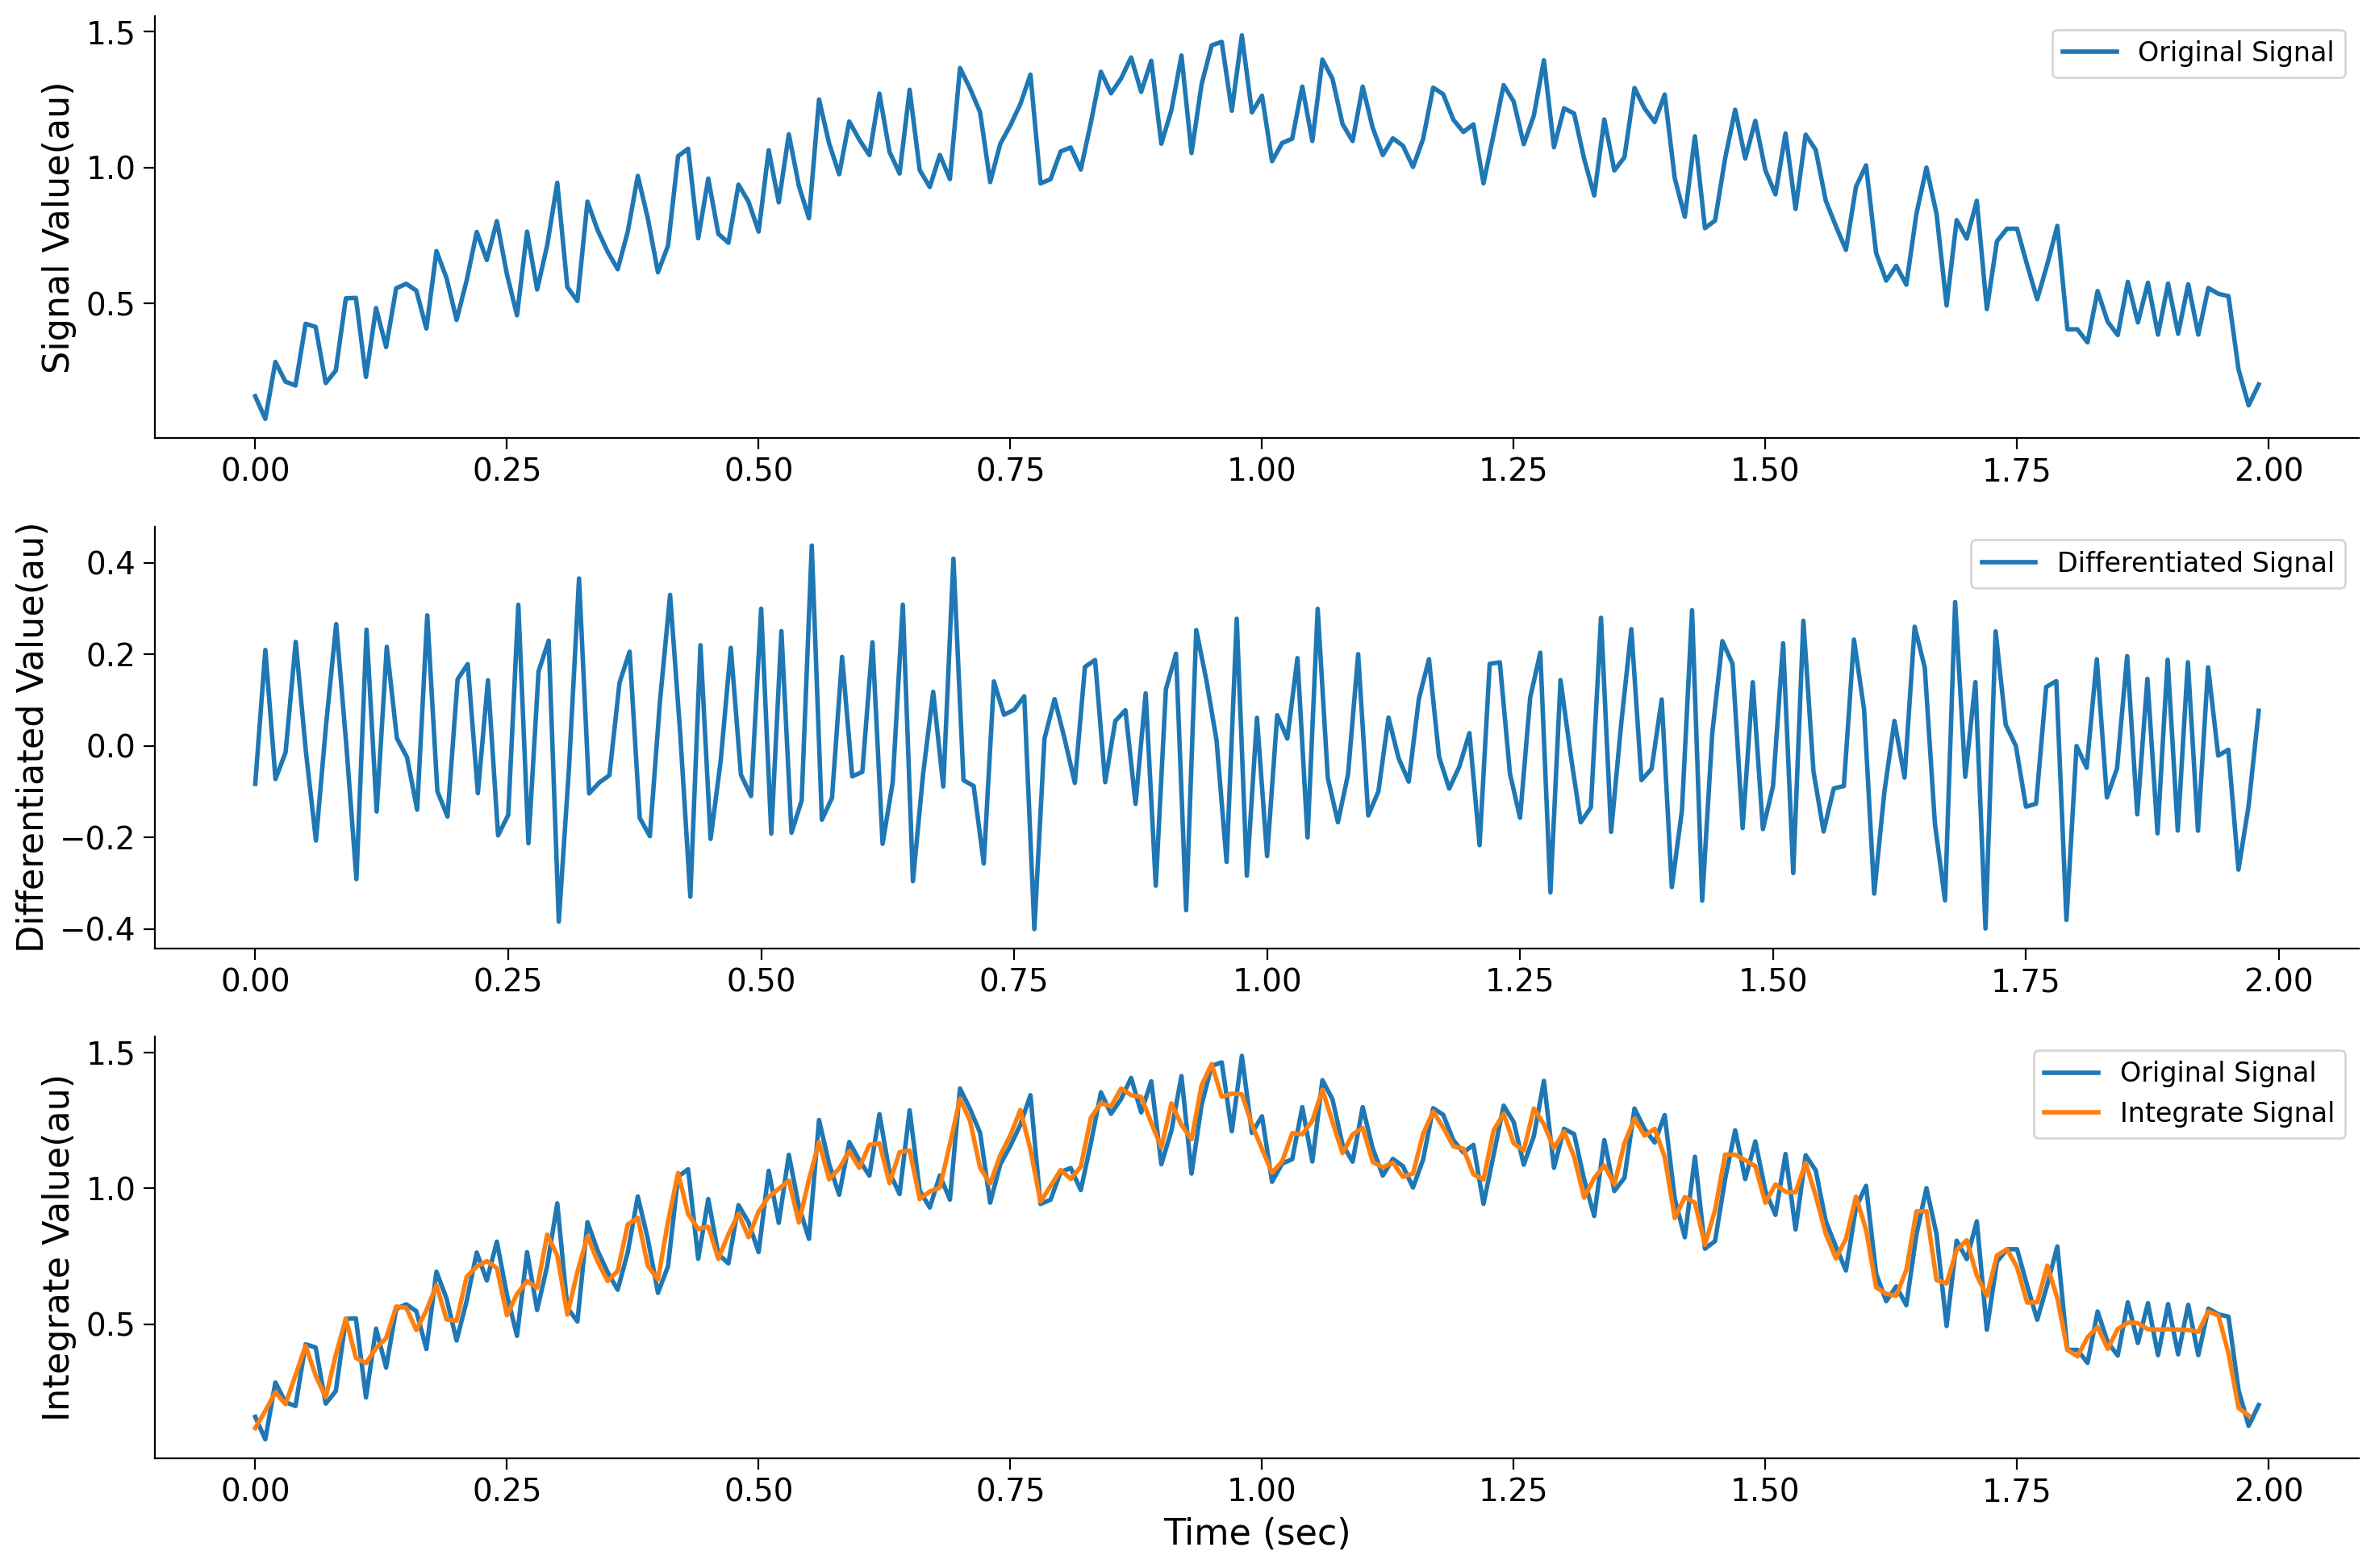 Signal Value(au)
1.5
1.0
0.5
Original Signal
0.00 0.25 0.50 0.75 1.00 1.25 1.50 1.75 2.00
Differentiated Value(au)
0.4
0.2
0.0
−0.2
−0.4
Differentiated Signal
0.00 0.25 0.50 0.75 1.00 1.25 1.50 1.75 2.00
Integrate Value(au)
1.5
1.0
0.5
Original Signal
Integrate Signal
0.00 0.25 0.50 0.75 1.00 1.25 1.50 1.75 2.00
Time (sec)